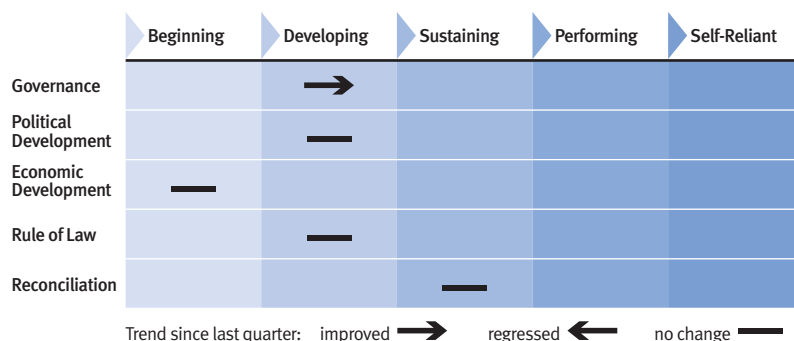 Beginning Developing Sustaining Performing Self-Reliant
Governance
Political
Development
Economic
Development
Rule of Law
Reconciliation
Trend since last quarter: improved regressed no change